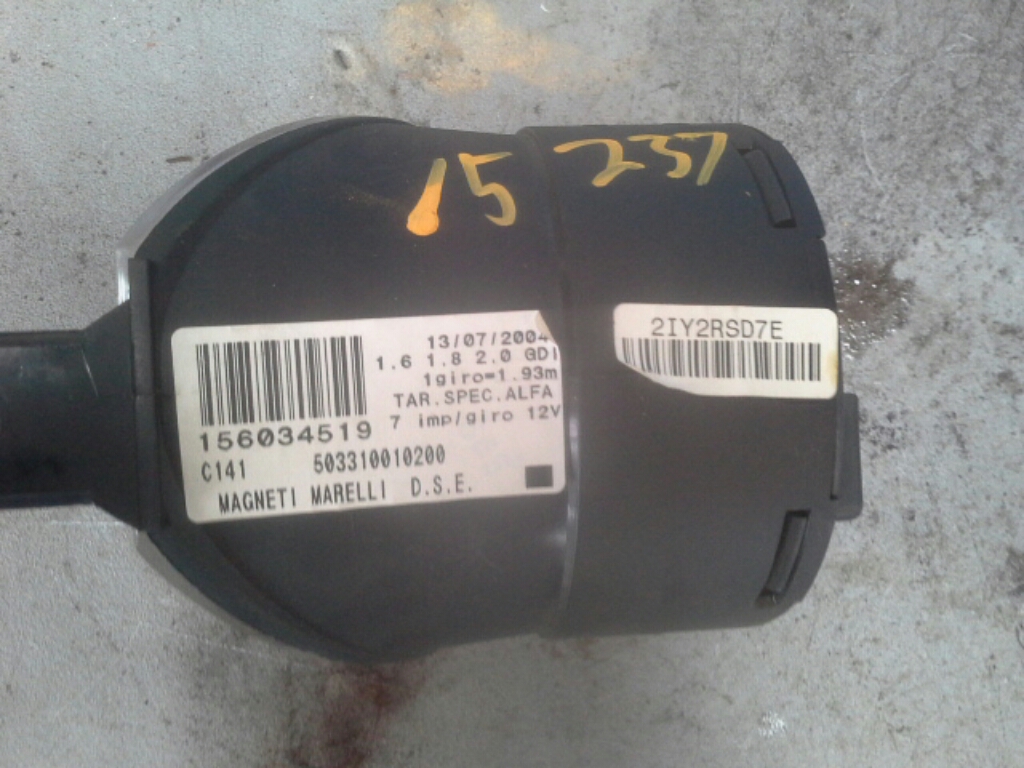 15 237
13/07/2004
1.6 1.8 2.0 GDI
1giro=1.93m
TAR.SPEC.ALFA
7 imp/giro 12V
156034519
C141 503310010200
MAGNETI MARELLI D.S.E.
2IY2RSD7E